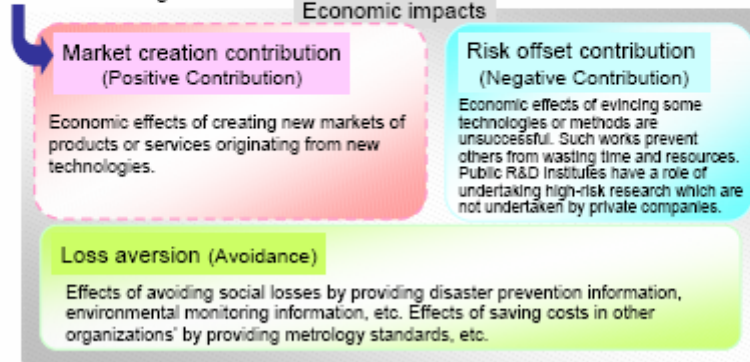 Economic impacts
Market creation contribution
(Positive Contribution)
Economic effects of creating new markets of
products or services originating from new
technologies.
Risk offset contribution
(Negative Contribution)
Economic effects of evincing some
technologies or methods are
unsuccessful. Such works prevent
others from wasting time and resources.
Public R&D Institutes have a role of
undertaking high-risk research which are
not undertaken by private companies.
Loss aversion (Avoidance)
Effects of avoiding social losses by providing disaster prevention information,
environmental monitoring information, etc. Effects of saving costs in other
organizations' by providing metrology standards, etc.